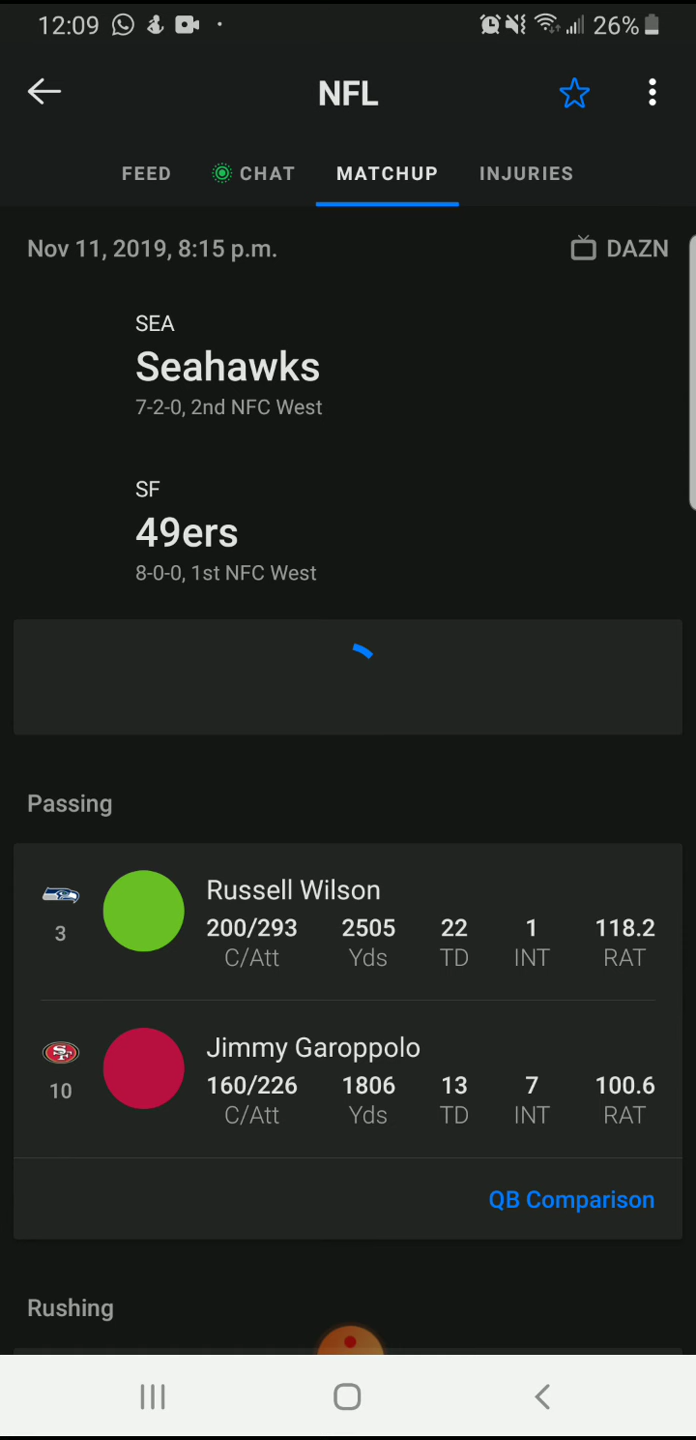 12:09 26%
NFL
FEED CHAT MATCHUP INJURIES
Nov 11, 2019, 8:15 p.m. DAZN
SEA
Seahawks
7-2-0, 2nd NFC West
SF
49ers
8-0-0, 1st NFC West
Passing
Russell Wilson
3 200/293 2505 22 1 118.2
C/Att Yds TD INT RAT
SF Jimmy Garoppolo
10 160/226 1806 13 7 100.6
C/Att Yds TD INT RAT
QB Comparison
Rushing